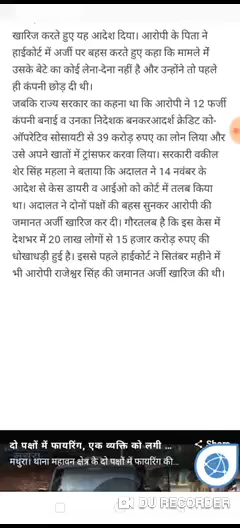 खारिज करते हुए यह आदेश दिया। आरोपी के पिता ने
हाईकोर्ट में अर्जी पर बहस करते हुए कहा कि मामले में
उसके बेटे का कोई लेना-देना नहीं है और उन्होंने तो पहले
ही कंपनी छोड़ दी थी।
जबकि राज्य सरकार का कहना था कि आरोपी ने 12 फर्जी
कंपनी बनाई व उनका निदेशक बनकरआदर्श क्रेडिट को-
ऑपरेटिव सोसायटी से 39 करोड़ रुपए का लोन लिया और
उसे अपने खातों में ट्रांसफर करवा लिया। सरकारी वकील
शेर सिंह महला ने बताया कि अदालत ने 14 नवंबर के
आदेश से केस डायरी व आईओ को कोर्ट में तलब किया
था। अदालत ने दोनों पक्षों की बहस सुनकर आरोपी की
जमानत अर्जी खारिज कर दी। गौरतलब है कि इस केस में
देशभर में 20 लाख लोगों से 15 हजार करोड़ रुपए की
धोखाधड़ी हुई है। इससे पहले हाईकोर्ट ने सितंबर महीने में
भी आरोपी राजेश्वर सिंह की जमानत अर्जी खारिज की थी।
दो पक्षों में फायरिंग, एक व्यक्ति को लगी ...
Share
मथुरा। थाना महावन क्षेत्र के दो पक्षों में फायरिंग की...
DU RECORDER